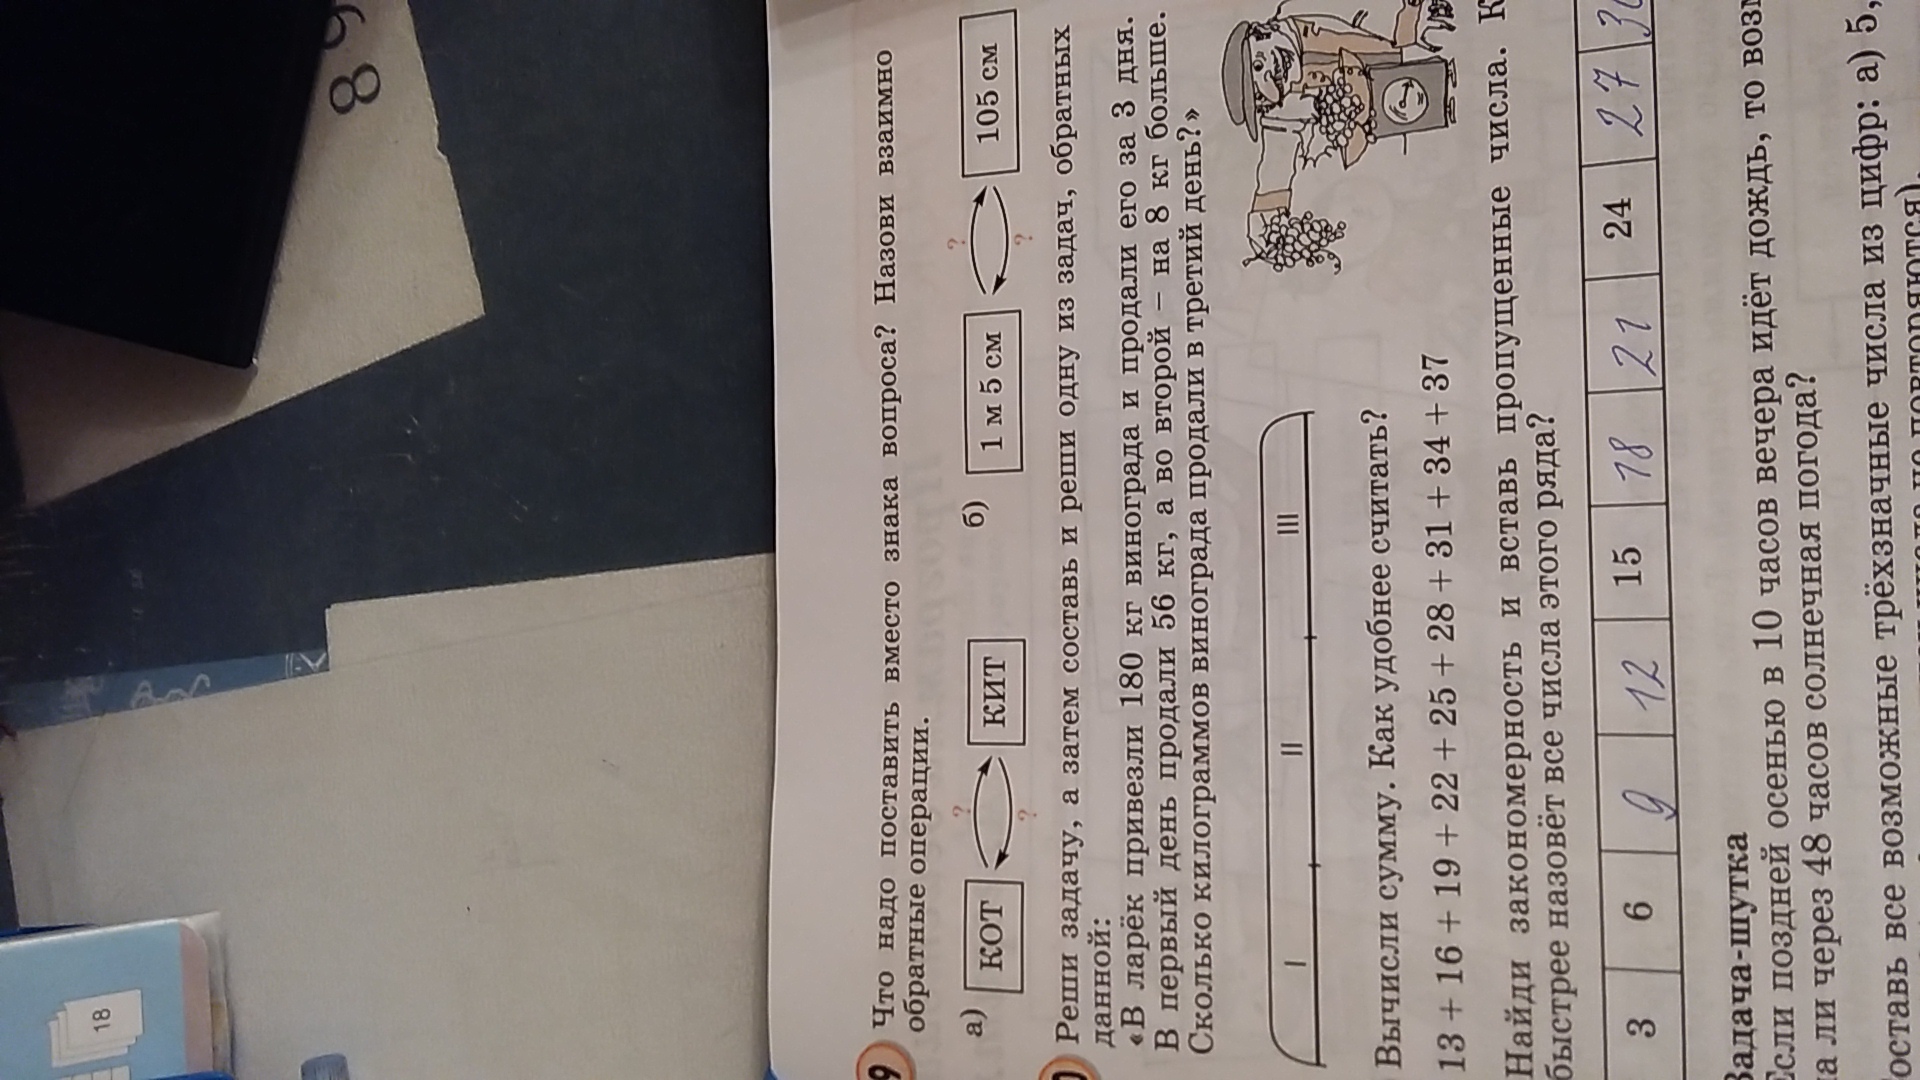 8
18
9 Что надо поставить вместо знака вопроса? Назови взаимно
обратные операции.
а) КОТ ? ? КИТ б) 1 м 5 см ? ? 105 см
Реши задачу, а затем составь и реши одну из задач, обратных
данной:
«В ларёк привезли 180 кг винограда и продали его за 3 дня.
В первый день продали 56 кг, а во второй – на 8 кг больше.
Сколько килограммов винограда продали в третий день?»
I II III
Вычисли сумму. Как удобнее считать?
13 + 16 + 19 + 22 + 25 + 28 + 31 + 34 + 37
Найди закономерность и вставь пропущенные числа. К
быстрее назовёт все числа этого ряда?
3 6 9 12 15 18 21 24 27 30
Задача-шутка
Если поздней осенью в 10 часов вечера идёт дождь, то возм
ла ли через 48 часов солнечная погода?
Составь все возможные трёхзначные числа из цифр: а) 5,